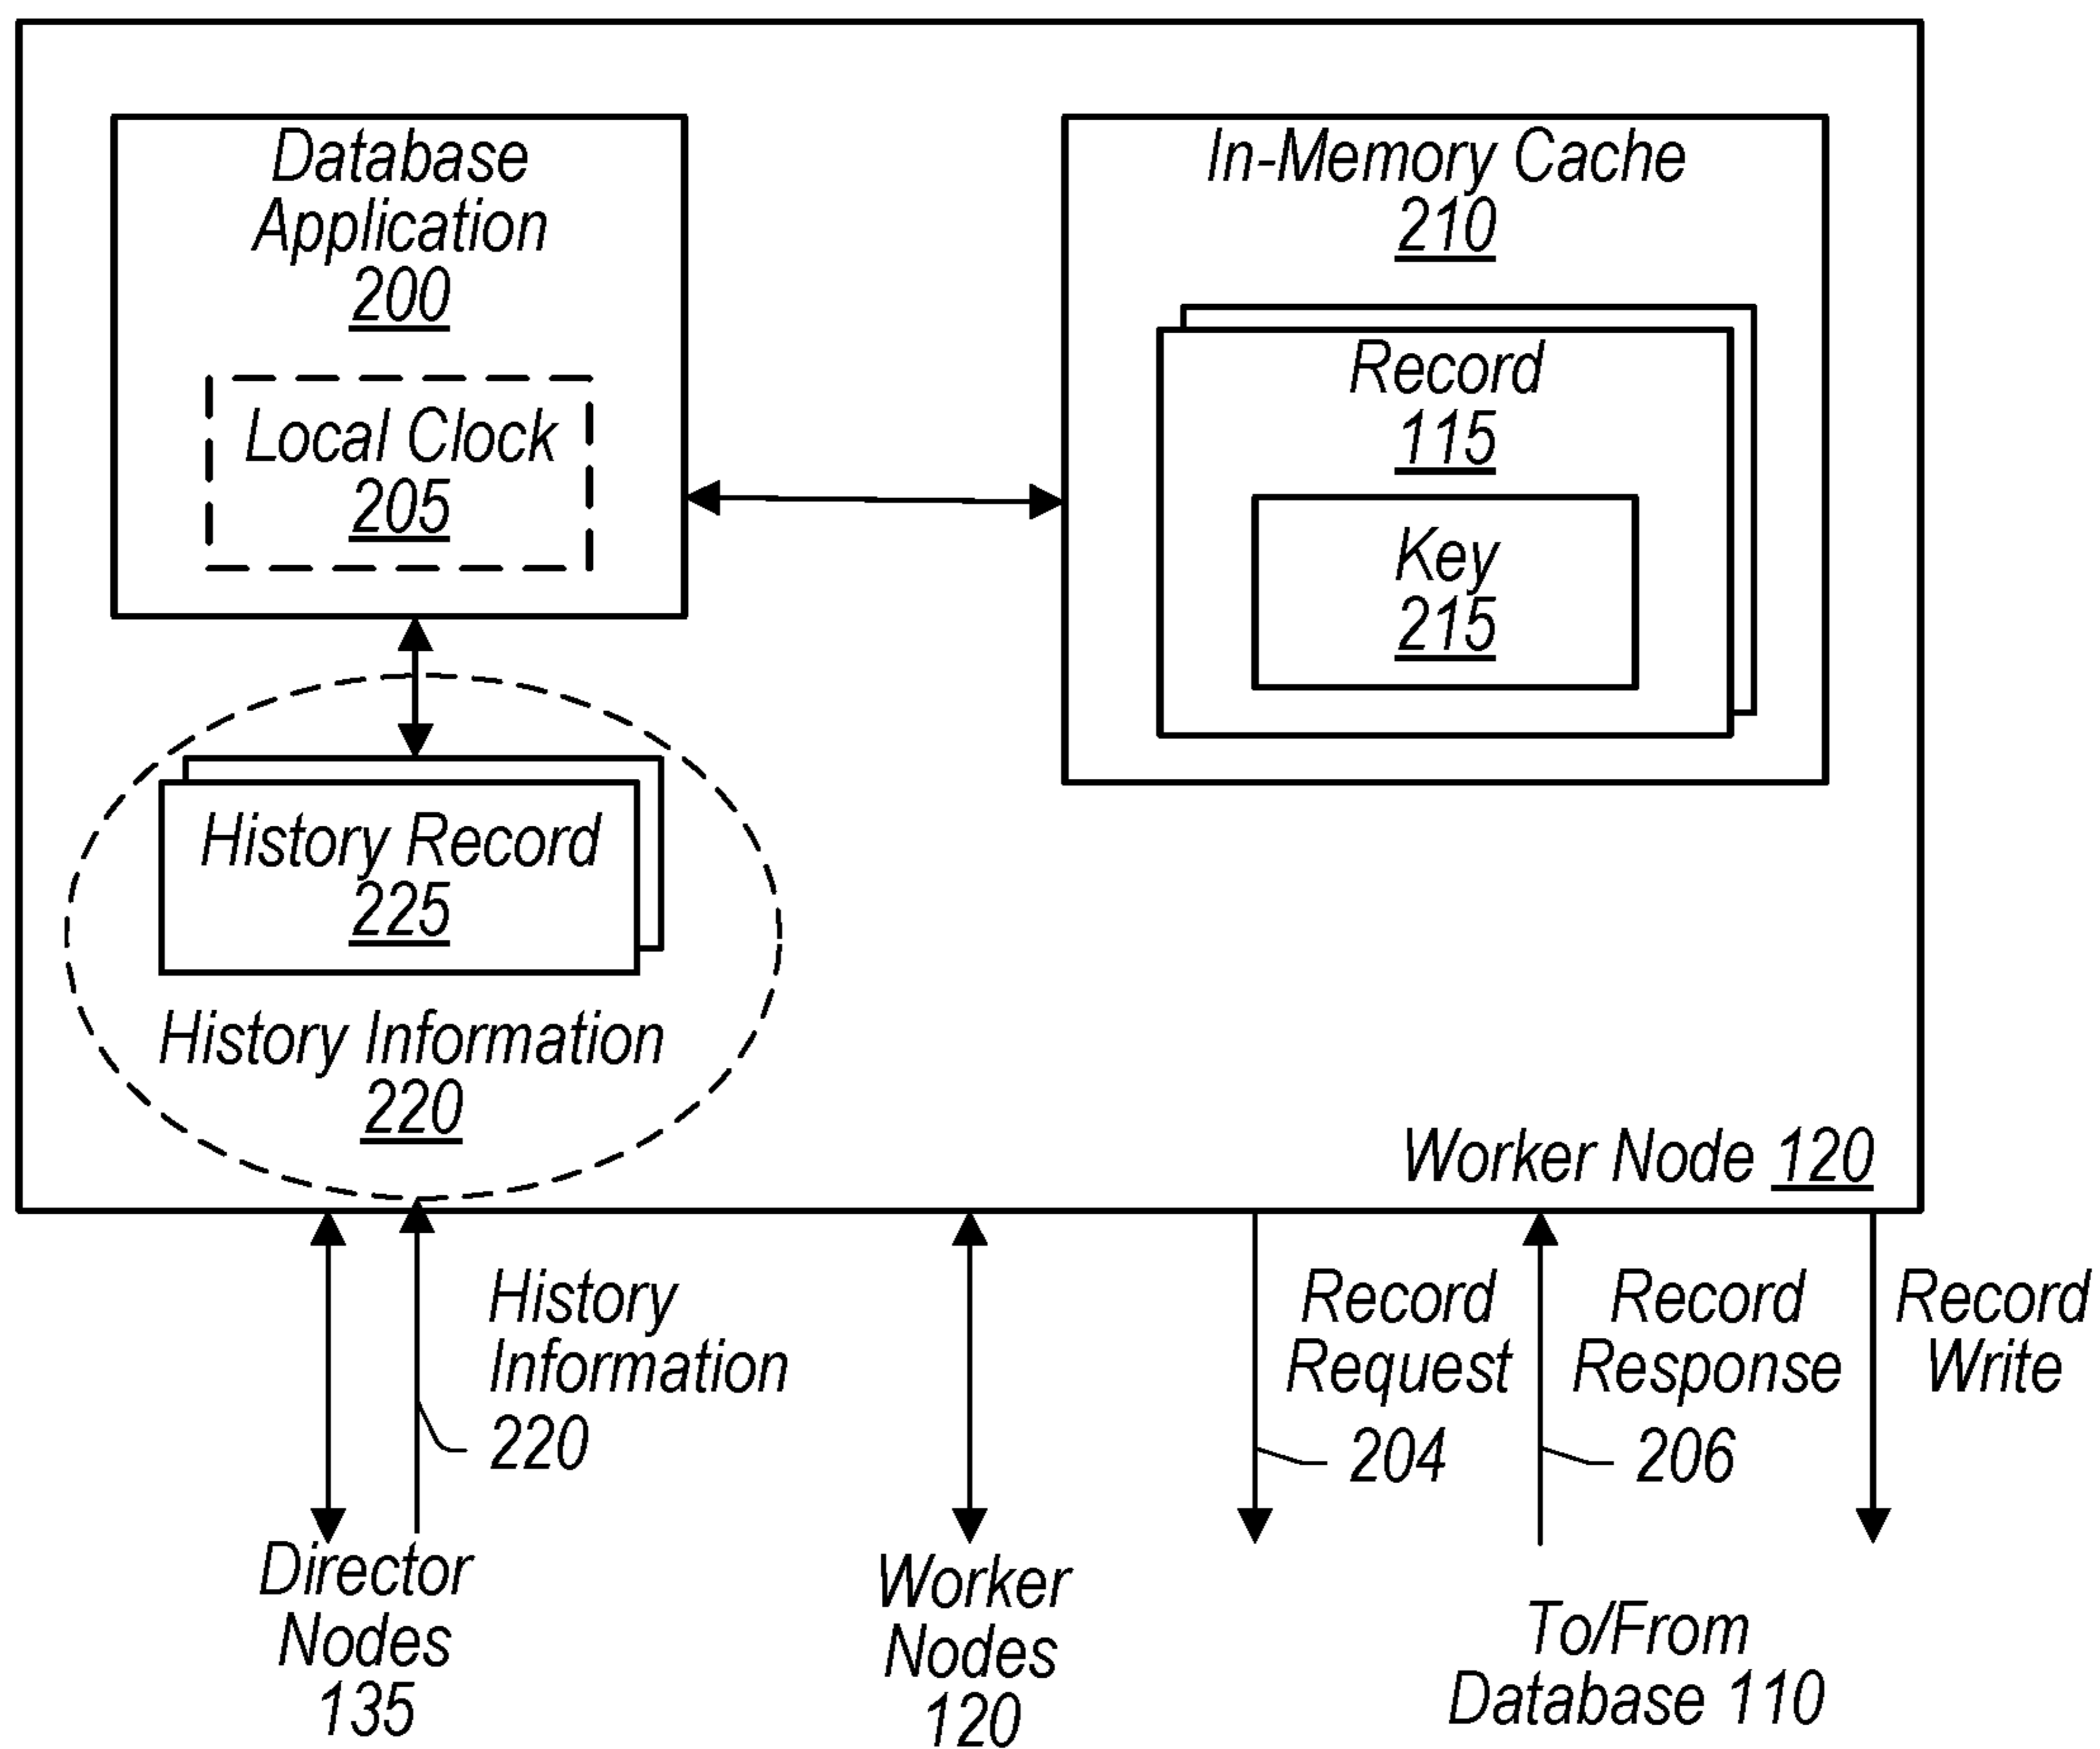 Database
Application
200
Local Clock
205
In-Memory Cache
210
Record
115
Key
215
History Record
225
History Information
220
Worker Node 120
History
Information
220
Record
Request
204
Record
Response
206
Record
Write
Director
Nodes
135
Worker
Nodes
120
To/From
Database 110